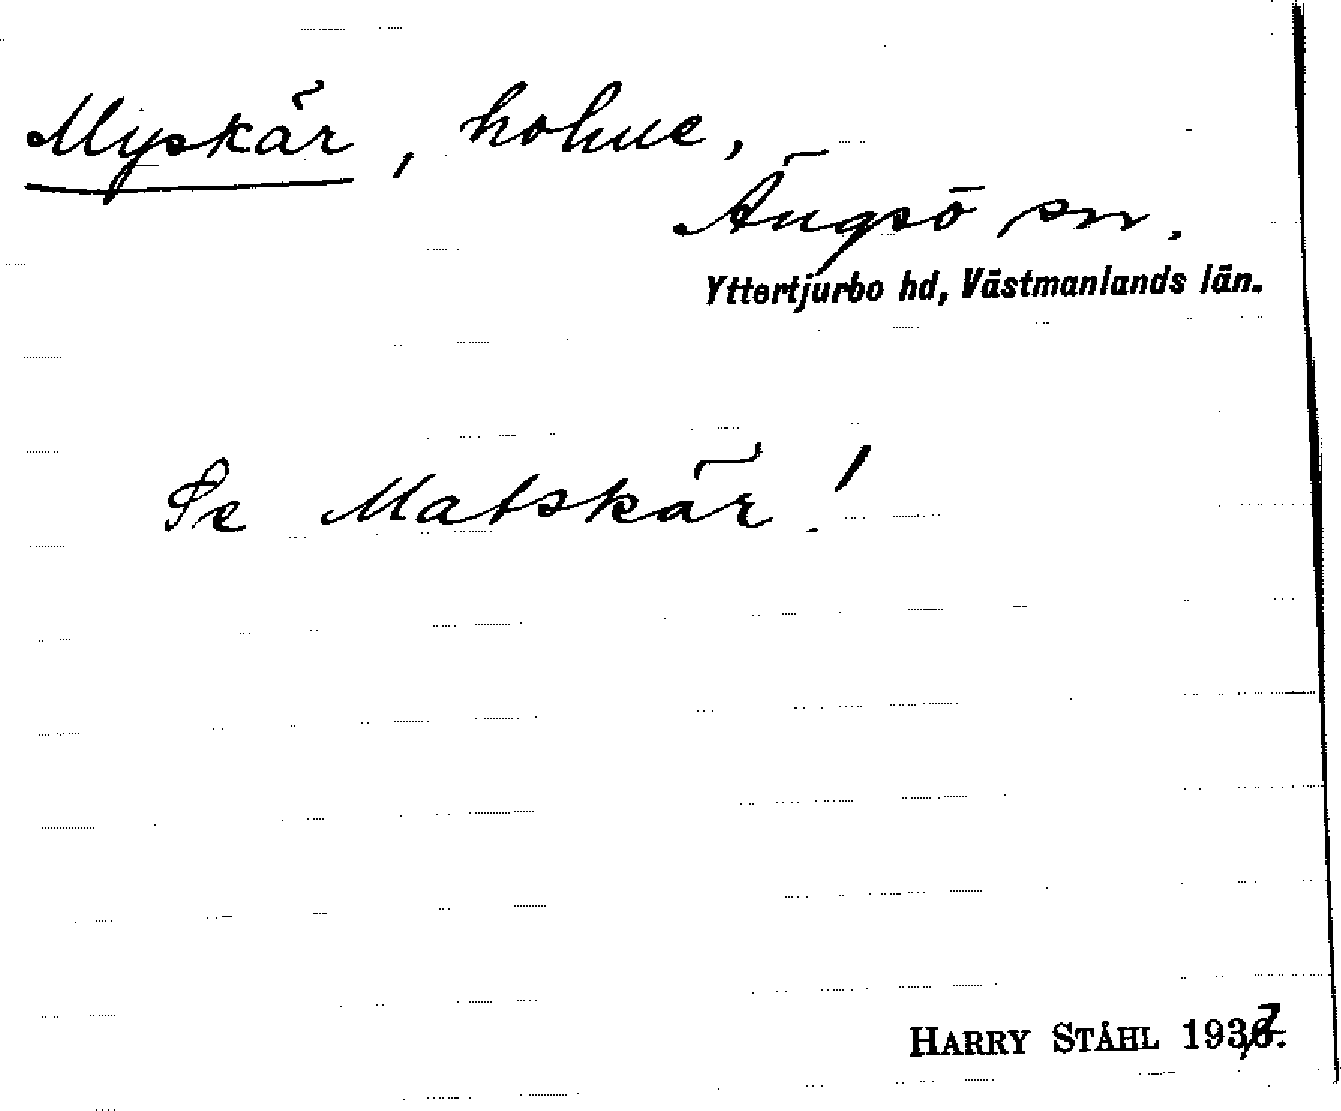 Myskär, holme,
Ängsö sn.
Yttertjurbo hd, Västmanlands län.
Se Matskär!
HARRY STÅHL 1937.